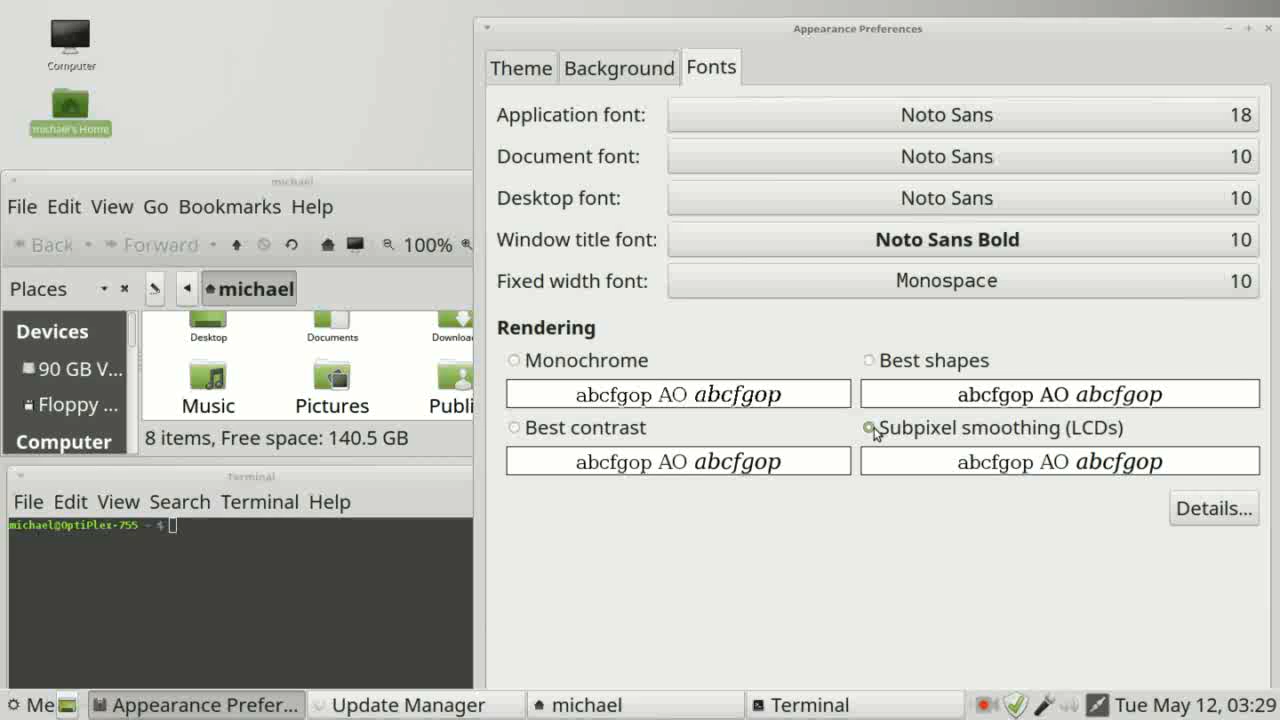 Computer
michael's Home
michael
File Edit View Go Bookmarks Help
Back Forward 100%
Places michael
Devices
90 GB V...
Floppy ...
Computer
Desktop Documents Downloa
Music Pictures Publi
8 items, Free space: 140.5 GB
Terminal
File Edit View Search Terminal Help
michael@OptiPlex-755 ~ $
Appearance Preferences
Theme Background Fonts
Application font: Noto Sans 18
Document font: Noto Sans 10
Desktop font: Noto Sans 10
Window title font: Noto Sans Bold 10
Fixed width font: Monospace 10
Rendering
Monochrome Best shapes
abcfgop AO abcfgop abcfgop AO abcfgop
Best contrast Subpixel smoothing (LCDs)
abcfgop AO abcfgop abcfgop AO abcfgop
Details...
Me Appearance Prefer... Update Manager michael Terminal Tue May 12, 03:29